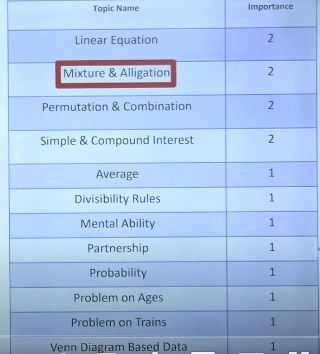 Topic Name Importance
Linear Equation 2
Mixture & Alligation 2
Permutation & Combination 2
Simple & Compound Interest 2
Average 1
Divisibility Rules 1
Mental Ability 1
Partnership 1
Probability 1
Problem on Ages 1
Problem on Trains 1
Venn Diagram Based Data 1